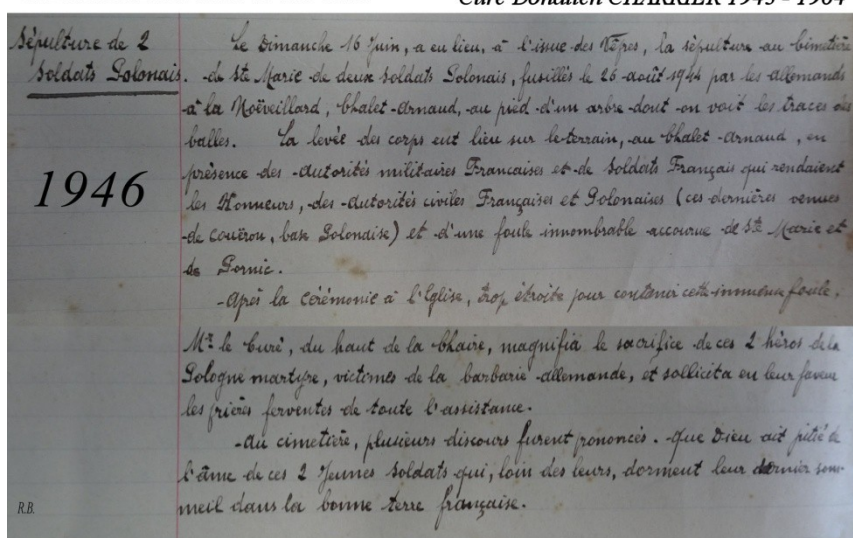 Curé Donatien CHARRIER 1945 - 1964
Sépulture de 2
Soldats Polonais.
1946
Le Dimanche 16 Juin, a eu lieu, à l'issue des Vêpres, la sépulture au Cimetière
de Ste Marie de deux soldats Polonais, fusillés le 26 août 1944 par les allemands
à la Noëveillard, Chalet-Arnaud, au pied d'un arbre dont on voit les traces des
balles. La levée des corps eut lieu sur le terrain, au Chalet-Arnaud, en
présence des Autorités militaires Francaises et de Soldats Français qui rendaient
les Honneurs, des Autorités civiles Françaises et Polonaises (ces dernières venues
de Couëron, base Polonaise) et d'une foule innombrable accourue de Ste Marie et
de Pornic.
Après la Cérémonie à l'Eglise, trop étroite pour contenir cette immense foule,
Mr le Curé, du haut de la Chaire, magnifia le sacrifice de ces 2 héros de la
Pologne martyre, victimes de la barbarie allemande, et sollicita en leur faveur
les prières ferventes de toute l'assistance.
Au cimetière, plusieurs discours furent prononcés. Que Dieu ait pitié de
l'âme de ces 2 Jeunes soldats qui, loin des leurs, dorment leur dernier som-
meil dans la bonne terre française.
R.B.